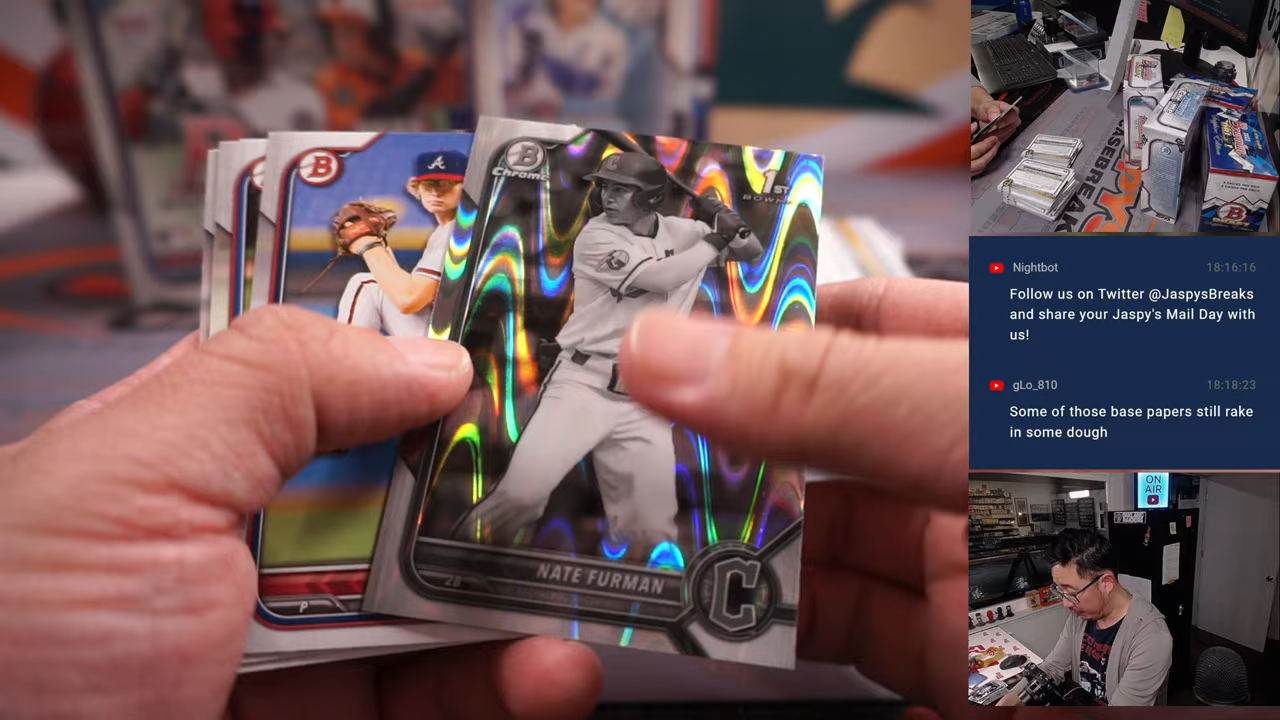 B
Chrome
1ST
BOWMAN
B
A
C
NATE FURMAN
2B
C
P
Nightbot 18:16:16
Follow us on Twitter @JaspysBreaks
and share your Jaspy's Mail Day with
us!
gLo_810 18:18:23
Some of those base papers still rake
in some dough
ON
AIR
B